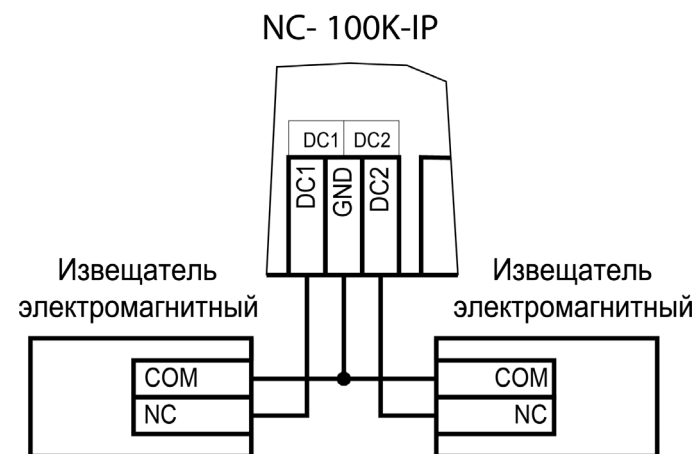 NC- 100K-IP
DC1 DC2
DC1 GND DC2
Извещатель
электромагнитный
Извещатель
электромагнитный
COM
NC
COM
NC